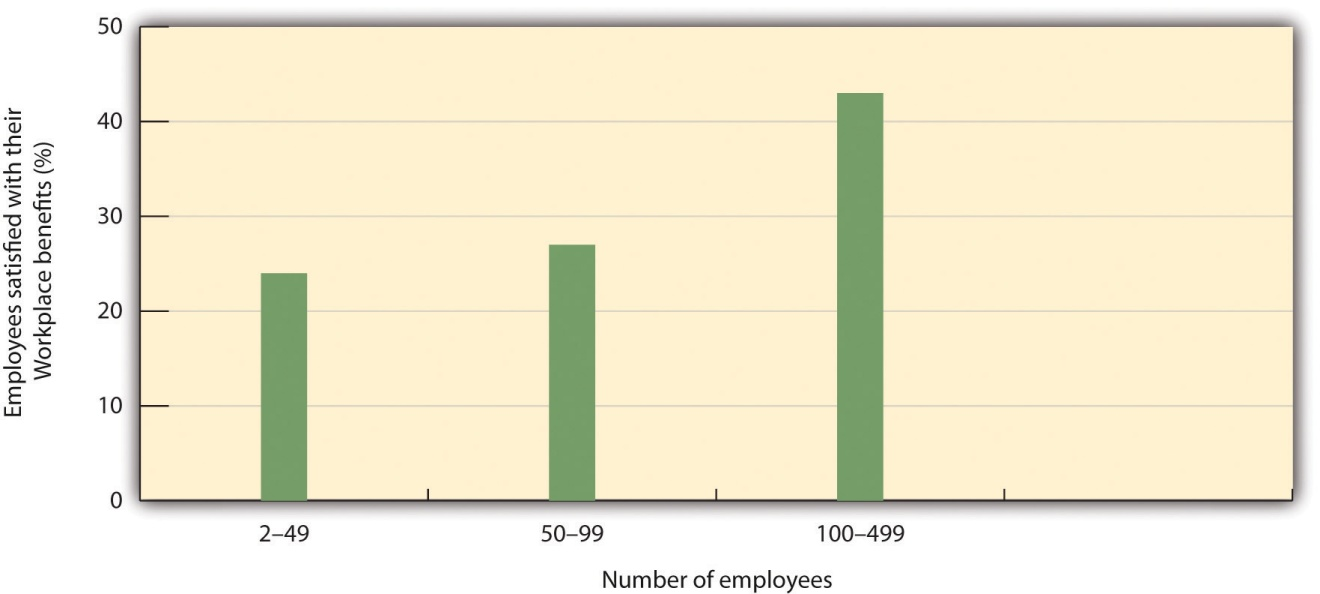 Employees satisfied with their
Workplace benefits (%)
50
40
30
20
10
0
2–49 50–99 100–499
Number of employees